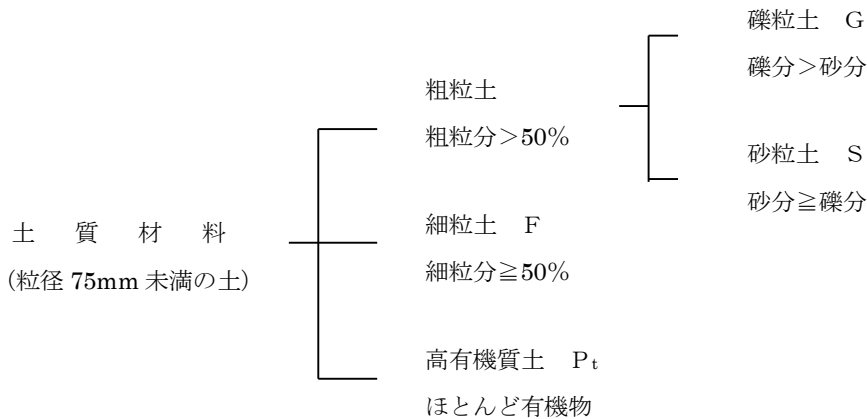 土 質 材 料
(粒径 75mm 未満の土)
粗粒土
粗粒分＞50%
礫粒土 G
礫分＞砂分
砂粒土 S
砂分≧礫分
細粒土 F
細粒分≧50%
高有機質土 Pt
ほとんど有機物